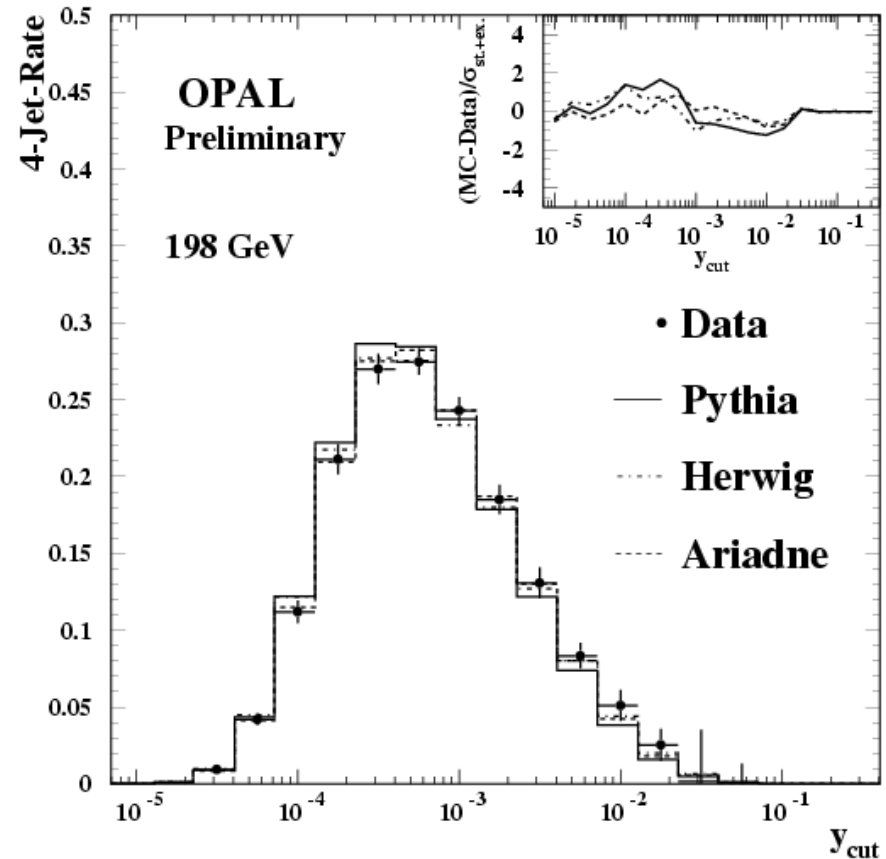 4-Jet-Rate
0.5
0.45
0.4
0.35
0.3
0.25
0.2
0.15
0.1
0.05
0
OPAL
Preliminary
198 GeV
(MC-Data)/σst.+ex.
4
2
0
-2
-4
10^-5 10^-4 10^-3 10^-2 10^-1
ycut
Data
Pythia
Herwig
Ariadne
10^-5 10^-4 10^-3 10^-2 10^-1
ycut